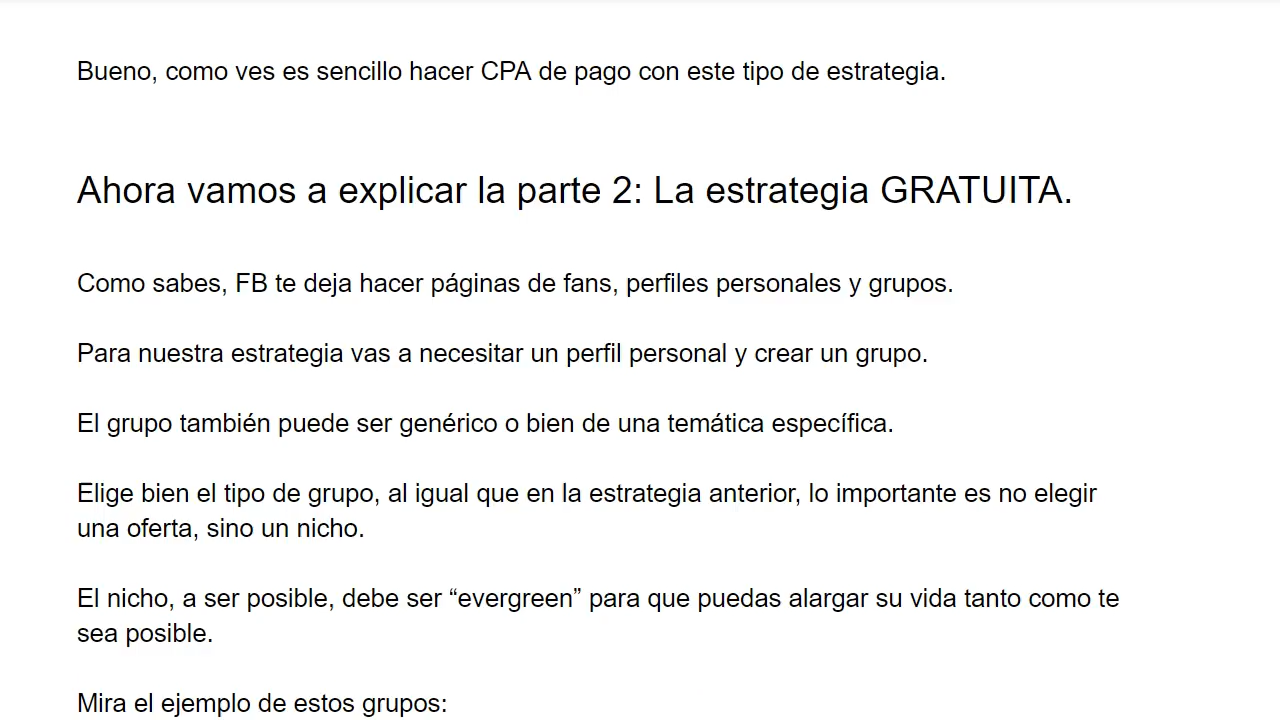 Bueno, como ves es sencillo hacer CPA de pago con este tipo de estrategia.
Ahora vamos a explicar la parte 2: La estrategia GRATUITA.
Como sabes, FB te deja hacer páginas de fans, perfiles personales y grupos.
Para nuestra estrategia vas a necesitar un perfil personal y crear un grupo.
El grupo también puede ser genérico o bien de una temática específica.
Elige bien el tipo de grupo, al igual que en la estrategia anterior, lo importante es no elegir
una oferta, sino un nicho.
El nicho, a ser posible, debe ser “evergreen” para que puedas alargar su vida tanto como te
sea posible.
Mira el ejemplo de estos grupos: